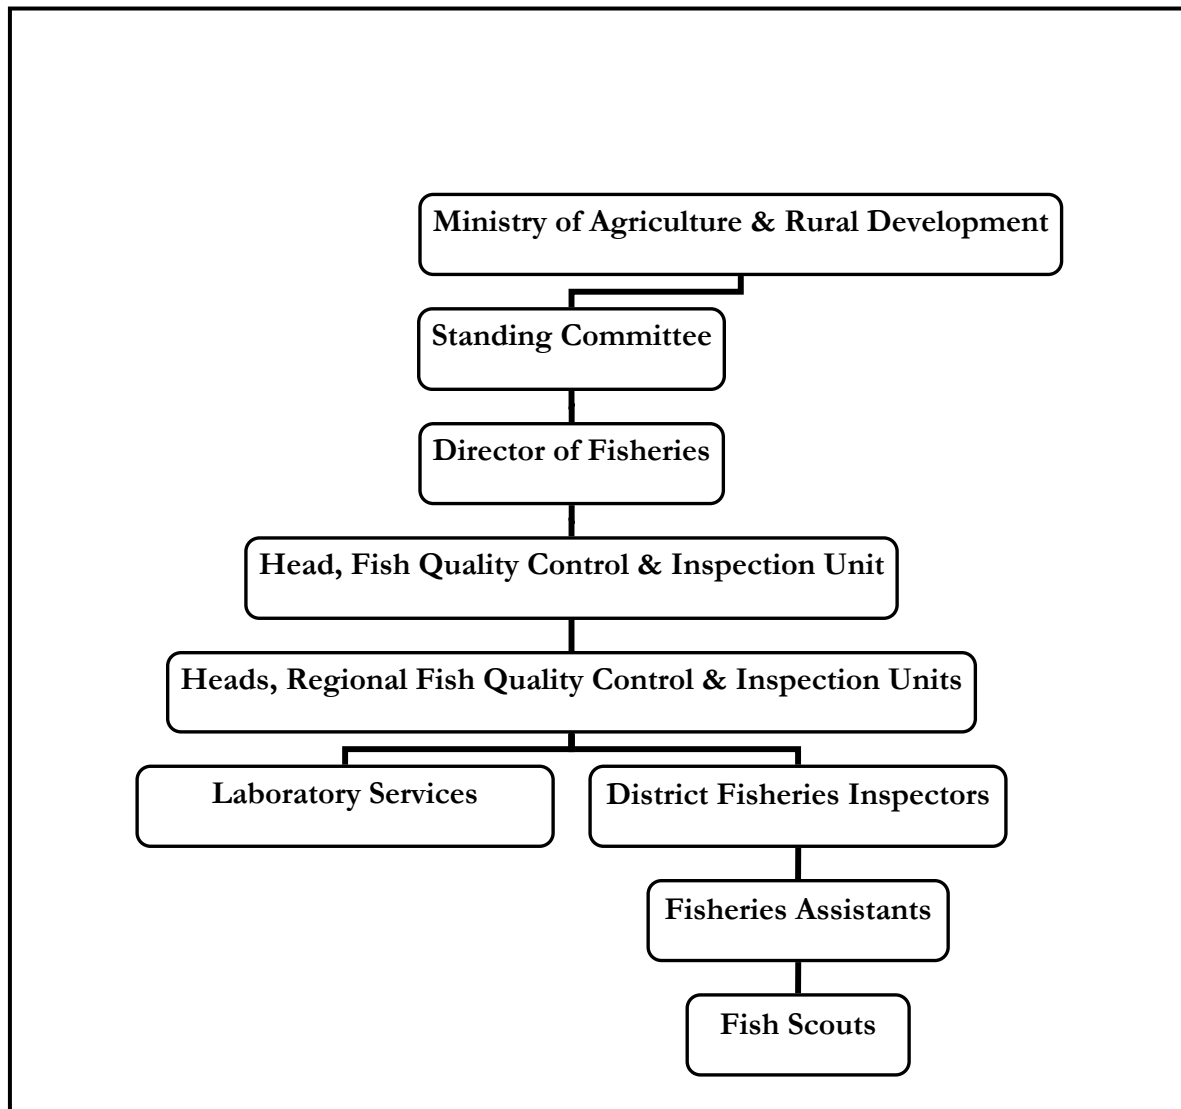 Ministry of Agriculture & Rural Development
Standing Committee
Director of Fisheries
Head, Fish Quality Control & Inspection Unit
Heads, Regional Fish Quality Control & Inspection Units
Laboratory Services
District Fisheries Inspectors
Fisheries Assistants
Fish Scouts